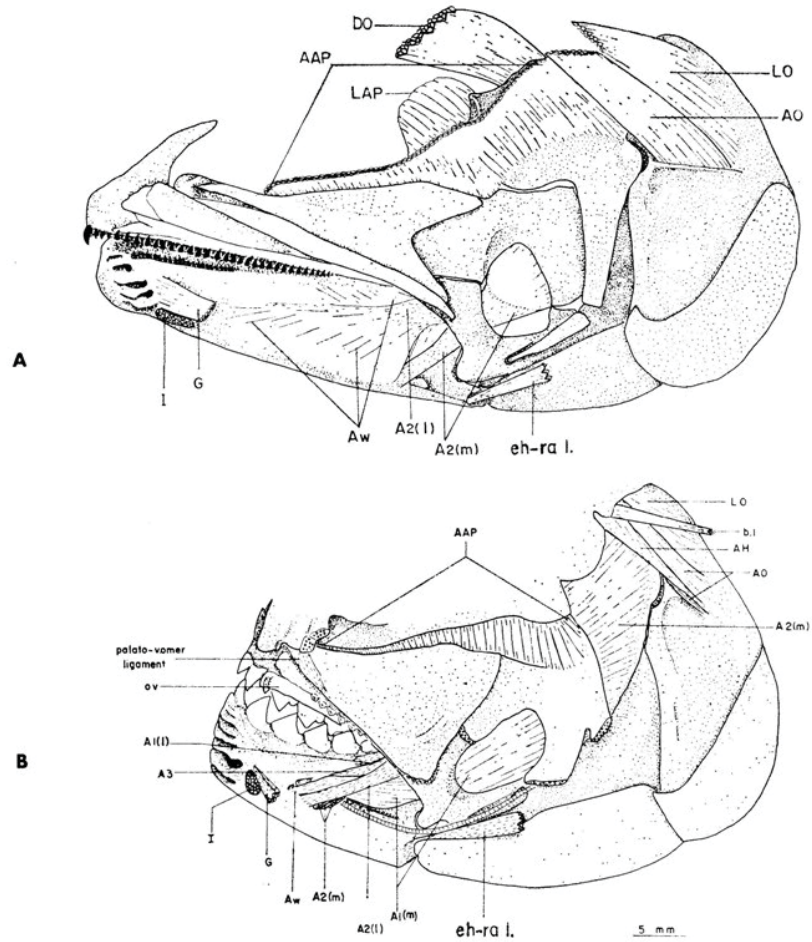 DO
AAP
LAP
LO
AO
A
I
G
Aw
A2(l)
A2(m)
eh-ra l.
LO
b.l
AAP
AH
AO
A2(m)
palato-vomer
ligament
ov
A1(l)
A3
B
I
G
Aw
A2(m)
A2(l)
A1(m)
eh-ra l.
5 mm